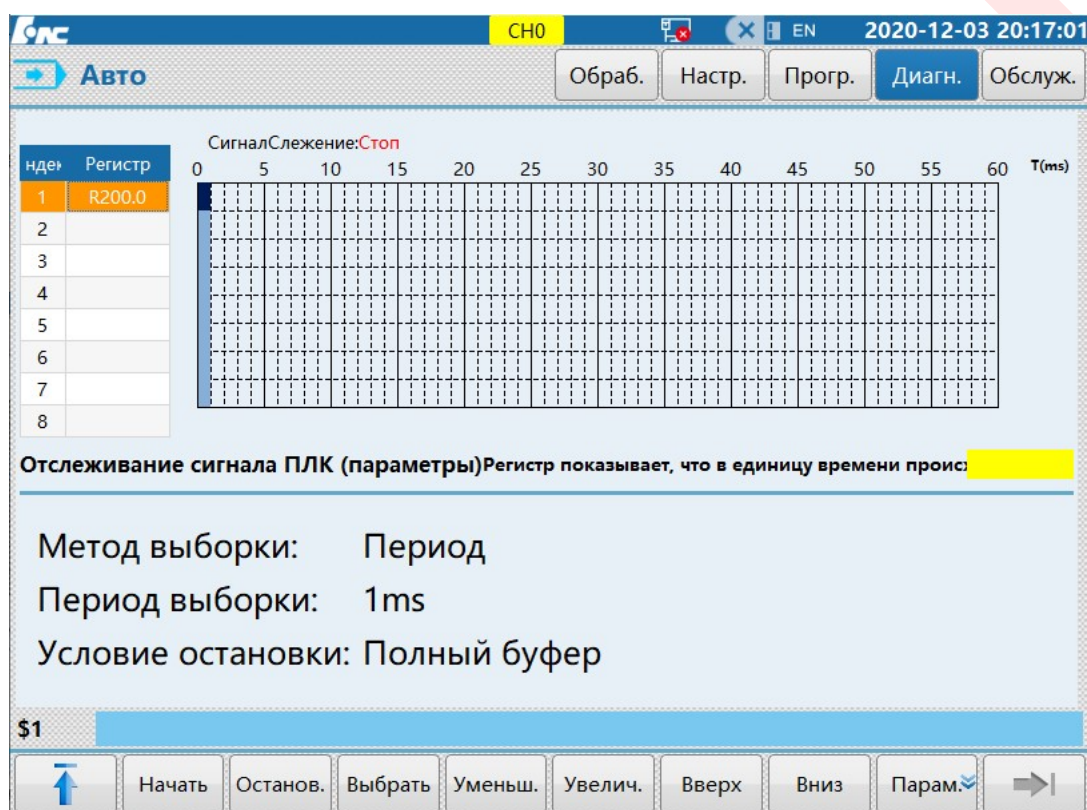 HNC CH0 EN 2020-12-03 20:17:01
Авто Обраб. Настр. Прогр. Диагн. Обслуж.
СигналСлежение:Стоп
ндек Регистр 0 5 10 15 20 25 30 35 40 45 50 55 60 T(ms)
1 R200.0
2
3
4
5
6
7
8
Отслеживание сигнала ПЛК (параметры)Регистр показывает, что в единицу времени происх
Метод выборки: Период
Период выборки: 1ms
Условие остановки: Полный буфер
$1
Начать Останов. Выбрать Уменьш. Увелич. Вверх Вниз Парам.